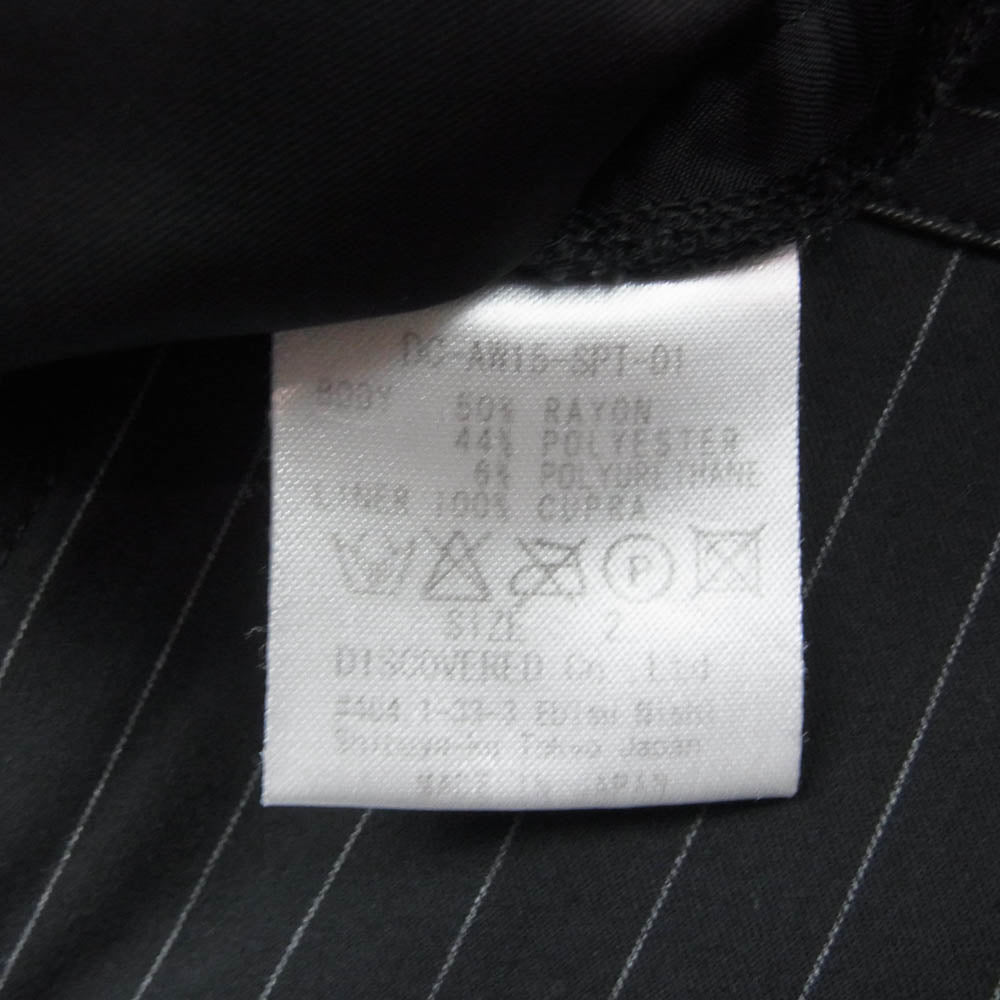 DC-AW15-SPT-01
BODY 50% RAYON
44% POLYESTER
6% POLYURETHANE
LINER 100% CUPRA
P
SIZE 2
DISCOVERED Co., Ltd
#404 1-33-3 Ebisu Nishi
Shibuya-ku Tokyo Japan
MADE IN JAPAN